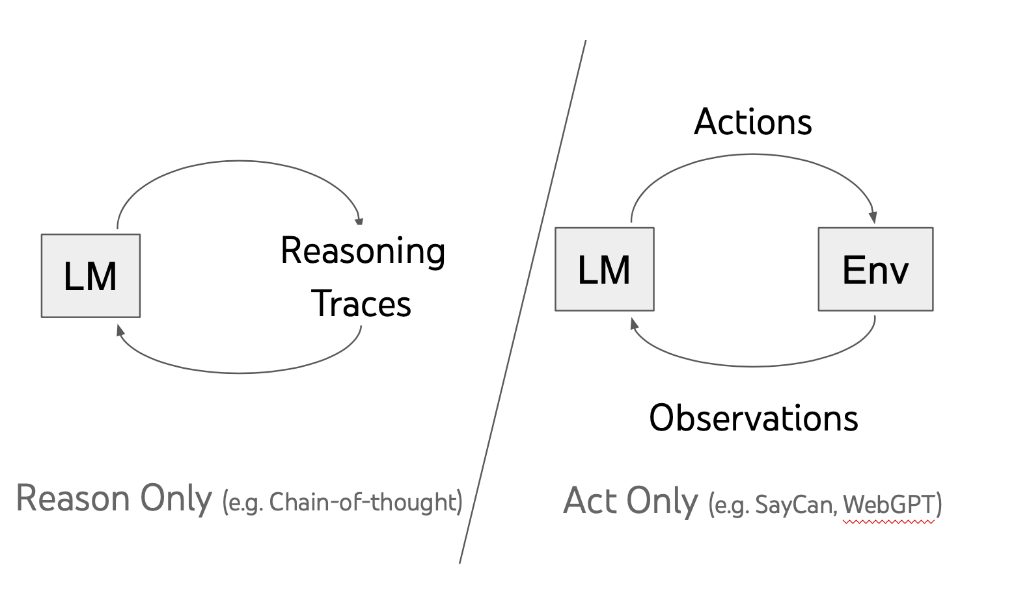 LM
Reasoning
Traces
Reason Only (e.g. Chain-of-thought)
Actions
LM
Env
Observations
Act Only (e.g. SayCan, WebGPT)